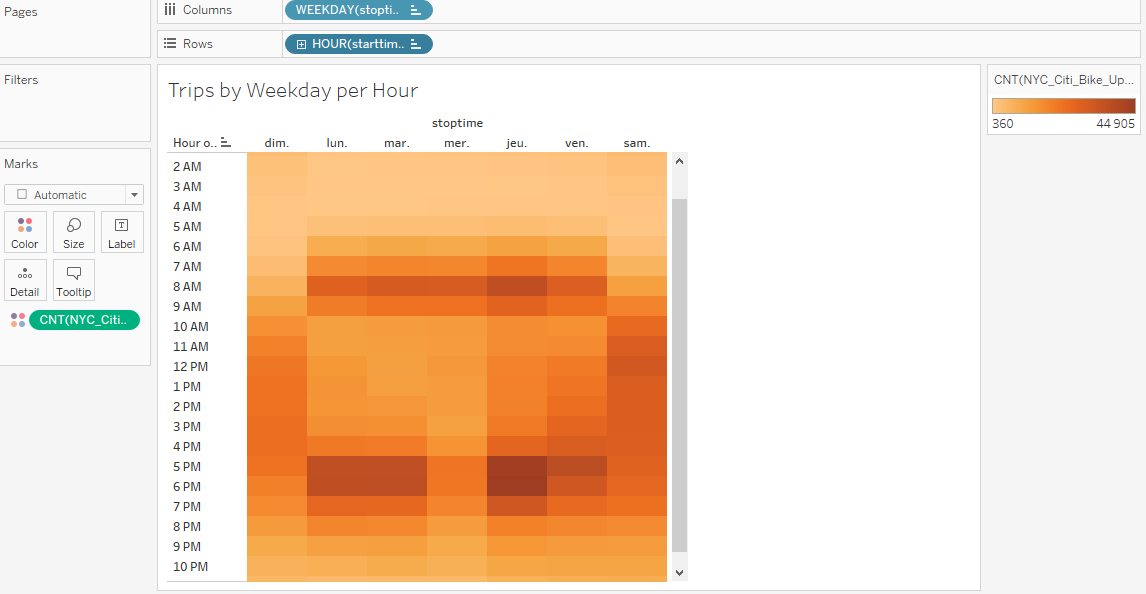 Pages
Columns
WEEKDAY(stopti..
Rows
HOUR(starttim..
Filters
Marks
Automatic
Color
Size
T
Label
Detail
Tooltip
CNT(NYC_Citi..
Trips by Weekday per Hour
stoptime
Hour o.. dim. lun. mar. mer. jeu. ven. sam.
2 AM
3 AM
4 AM
5 AM
6 AM
7 AM
8 AM
9 AM
10 AM
11 AM
12 PM
1 PM
2 PM
3 PM
4 PM
5 PM
6 PM
7 PM
8 PM
9 PM
10 PM
CNT(NYC_Citi_Bike_Up...
360 44 905